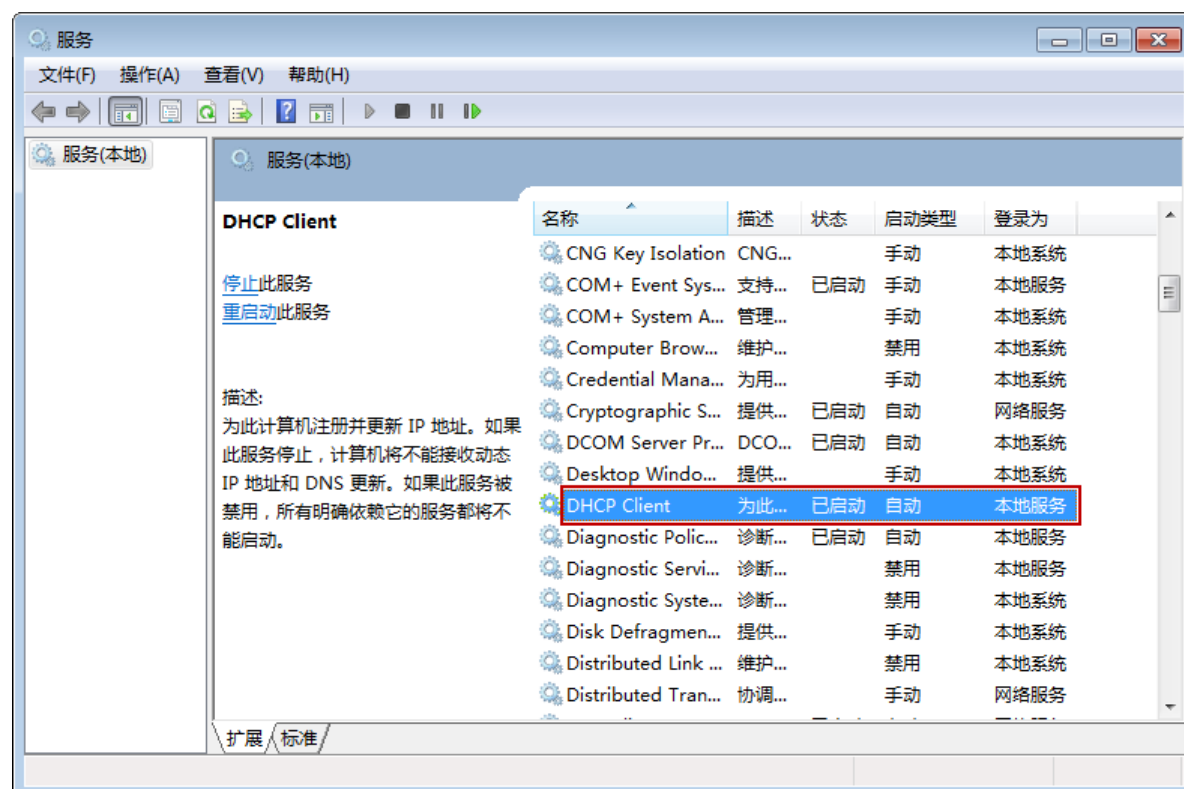 服务
文件(F) 操作(A) 查看(V) 帮助(H)
服务(本地)
服务(本地)
DHCP Client
停止此服务
重启动此服务
描述:
为此计算机注册并更新 IP 地址。如果
此服务停止，计算机将不能接收动态
IP 地址和 DNS 更新。如果此服务被
禁用，所有明确依赖它的服务都将不
能启动。
名称 描述 状态 启动类型 登录为
CNG Key Isolation CNG... 手动 本地系统
COM+ Event Sys... 支持... 已启动 手动 本地服务
COM+ System A... 管理... 手动 本地系统
Computer Brow... 维护... 禁用 本地系统
Credential Mana... 为用... 手动 本地系统
Cryptographic S... 提供... 已启动 自动 网络服务
DCOM Server Pr... DCO... 已启动 自动 本地系统
Desktop Windo... 提供... 手动 本地系统
DHCP Client 为此... 已启动 自动 本地服务
Diagnostic Polic... 诊断... 已启动 自动 本地服务
Diagnostic Servi... 诊断... 禁用 本地服务
Diagnostic Syste... 诊断... 禁用 本地系统
Disk Defragmen... 提供... 手动 本地系统
Distributed Link ... 维护... 禁用 本地系统
Distributed Tran... 协调... 手动 网络服务
扩展 标准